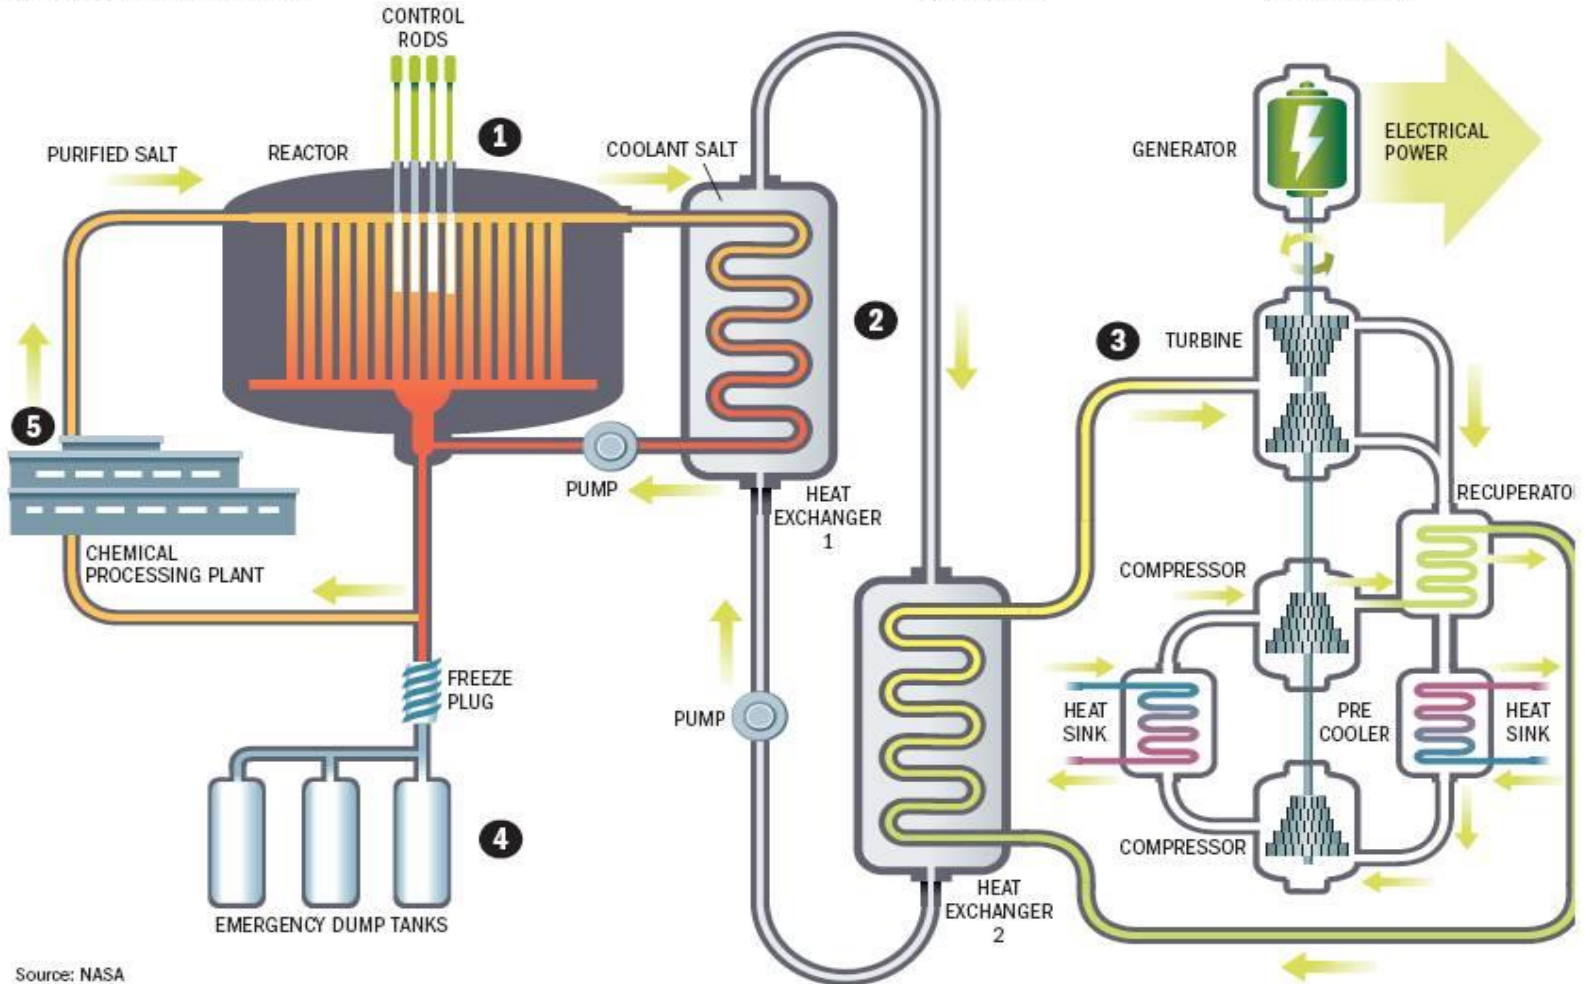 CONTROL
RODS
1
PURIFIED SALT
REACTOR
COOLANT SALT
GENERATOR
ELECTRICAL
POWER
2
3
TURBINE
5
PUMP
HEAT
EXCHANGER
1
RECUPERATO
CHEMICAL
PROCESSING PLANT
COMPRESSOR
FREEZE
PLUG
PUMP
HEAT
SINK
PRE
COOLER
HEAT
SINK
4
COMPRESSOR
EMERGENCY DUMP TANKS
HEAT
EXCHANGER
2
Source: NASA